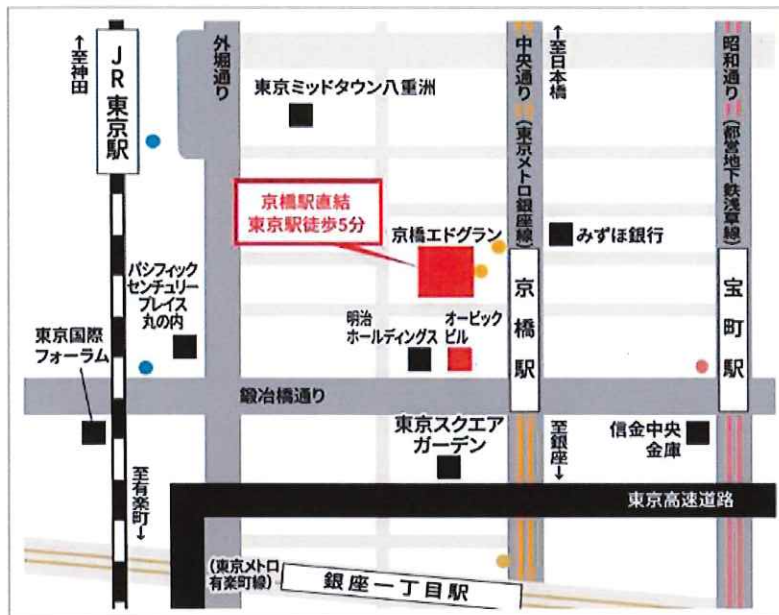 ↑至神田
JR東京駅
外堀通り
東京ミッドタウン八重洲
中央通り
(東京メトロ銀座線)
↑至日本橋
昭和通り
(都営地下鉄浅草線)
京橋駅直結
東京駅徒歩5分
京橋エドグラン
みずほ銀行
パシフィック
センチュリー
プレイス
丸の内
東京国際
フォーラム
明治
ホールディングス
オービック
ビル
京橋駅
宝町駅
鍛冶橋通り
東京スクエア
ガーデン
至銀座↓
信金中央
金庫
至有楽町↓
東京高速道路
(東京メトロ
有楽町線)
銀座一丁目駅